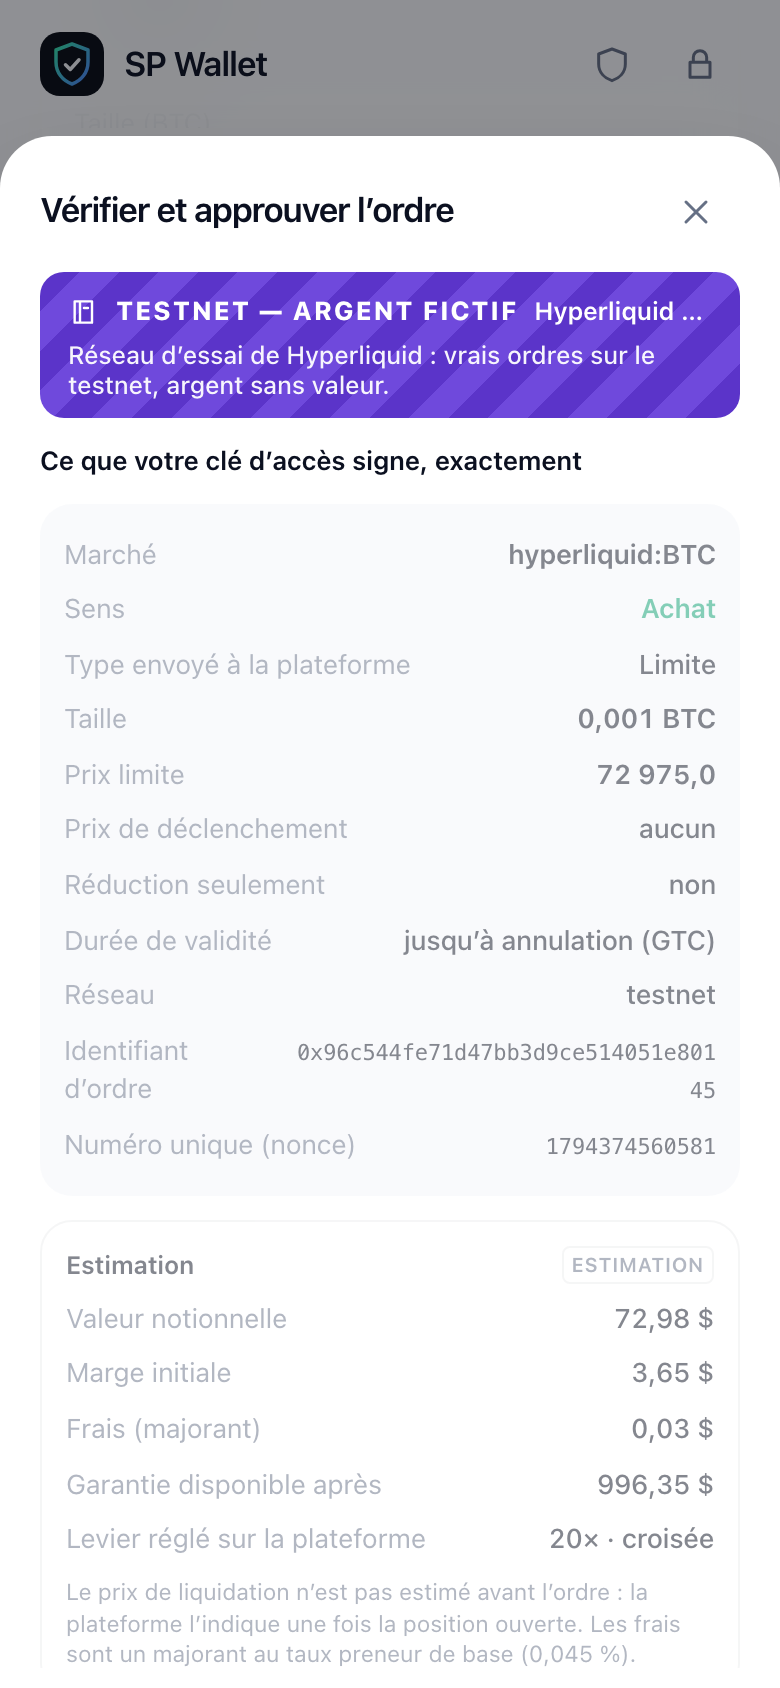 SP Wallet
Taille (BTC)
Vérifier et approuver l’ordre
TESTNET — ARGENT FICTIF Hyperliquid ...
Réseau d’essai de Hyperliquid : vrais ordres sur le
testnet, argent sans valeur.
Ce que votre clé d’accès signe, exactement
Marché hyperliquid:BTC
Sens Achat
Type envoyé à la plateforme Limite
Taille 0,001 BTC
Prix limite 72 975,0
Prix de déclenchement aucun
Réduction seulement non
Durée de validité jusqu’à annulation (GTC)
Réseau testnet
Identifiant 0x96c544fe71d47bb3d9ce514051e801
d’ordre 45
Numéro unique (nonce) 1794374560581
Estimation ESTIMATION
Valeur notionnelle 72,98 $
Marge initiale 3,65 $
Frais (majorant) 0,03 $
Garantie disponible après 996,35 $
Levier réglé sur la plateforme 20× · croisée
Le prix de liquidation n’est pas estimé avant l’ordre : la
plateforme l’indique une fois la position ouverte. Les frais
sont un majorant au taux preneur de base (0,045 %).